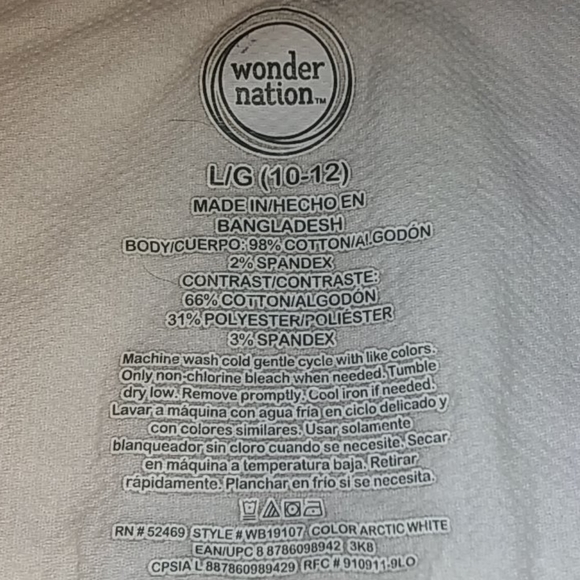 wonder
nation™
L/G (10-12)
MADE IN/HECHO EN
BANGLADESH
BODY/CUERPO: 98% COTTON/ALGODÓN
2% SPANDEX
CONTRAST/CONTRASTE:
66% COTTON/ALGODÓN
31% POLYESTER/POLIÉSTER
3% SPANDEX
Machine wash cold gentle cycle with like colors.
Only non-chlorine bleach when needed. Tumble
dry low. Remove promptly. Cool iron if needed.
Lavar a máquina con agua fría en ciclo delicado y
con colores similares. Usar solamente
blanqueador sin cloro cuando se necesite. Secar
en máquina a temperatura baja. Retirar
rápidamente. Planchar en frío si se necesita.
RN # 52469 STYLE # WB19107 COLOR ARCTIC WHITE
EAN/UPC 8 8786098942 3K8
CPSIA L 887860989429 RFC # 910911-9LO